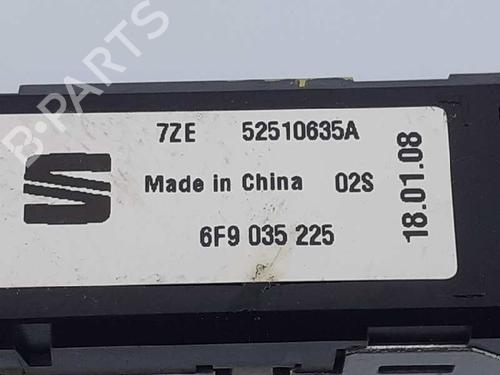 B-PARTS
7ZE 52510635A
Made in China 02S
6F9 035 225
18.01.08